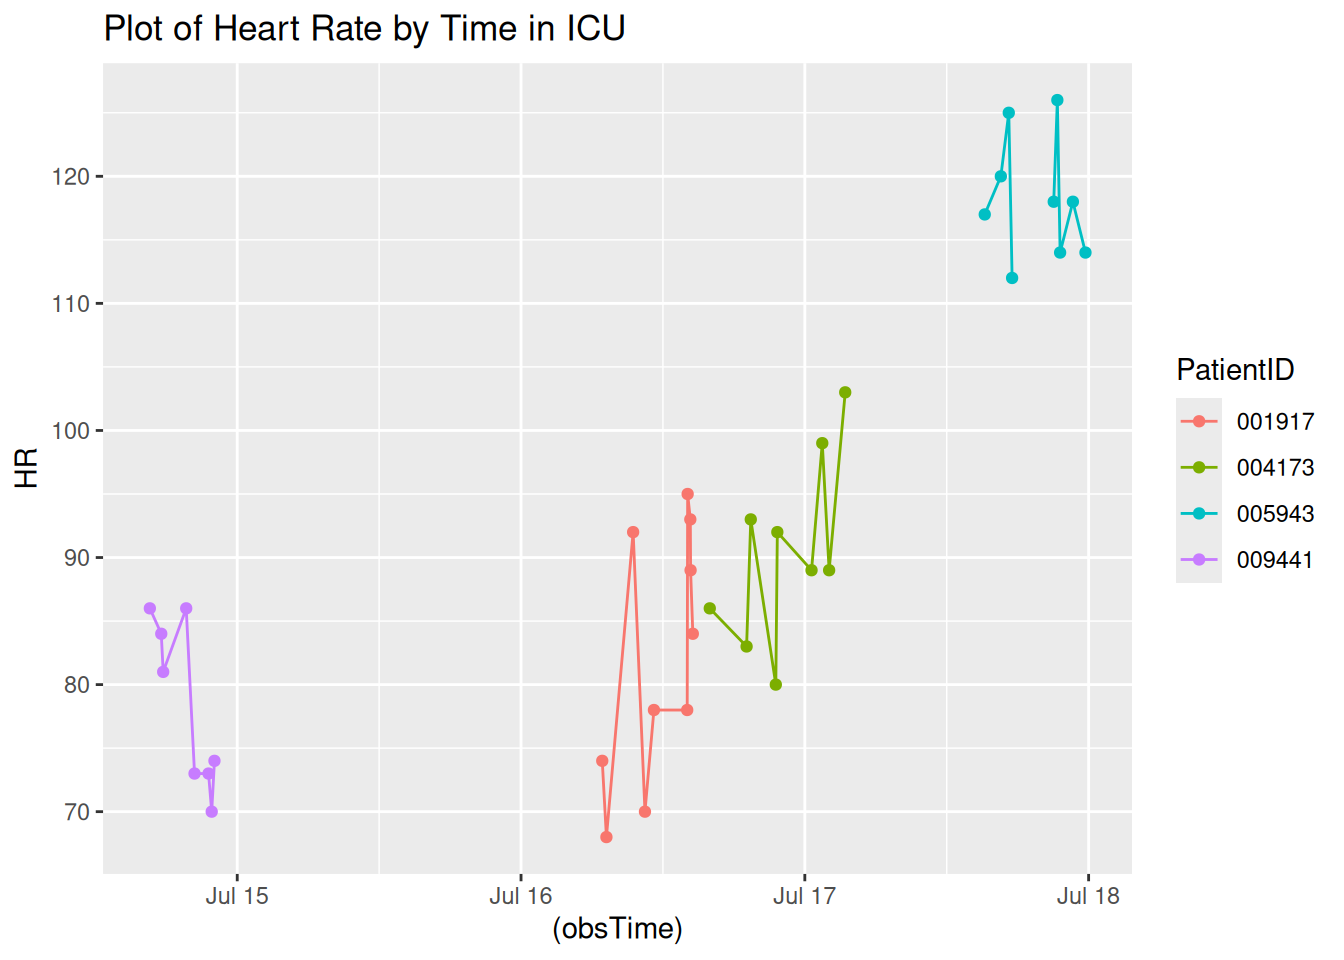 Plot of Heart Rate by Time in ICU
120
110
100
90
80
70
HR
Jul 15
Jul 16
Jul 17
Jul 18
(obsTime)
PatientID
001917
004173
005943
009441